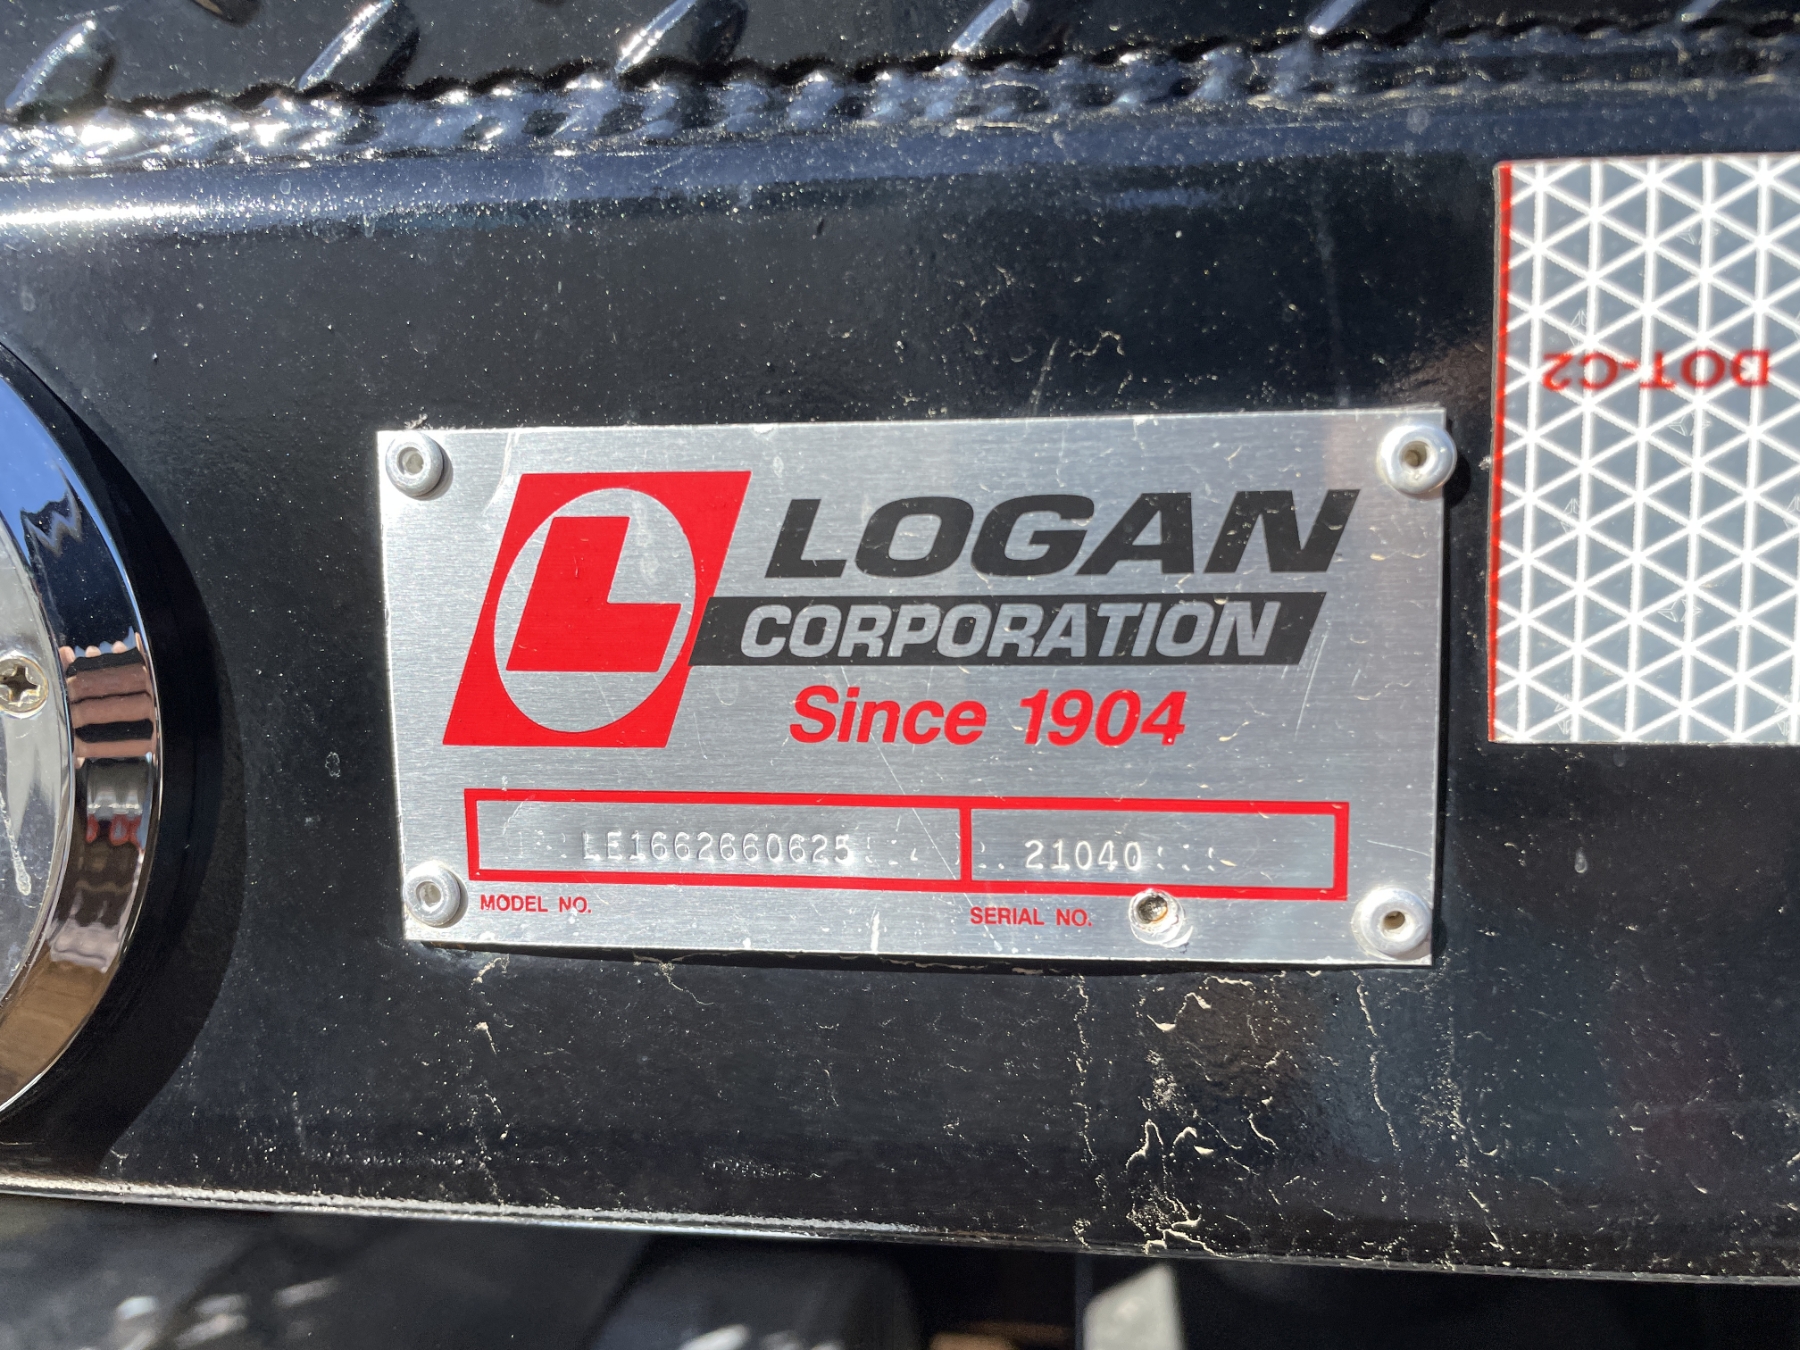 DOT-C2
L
LOGAN
CORPORATION
Since 1904
LE1662660625
21040
MODEL NO.
SERIAL NO.